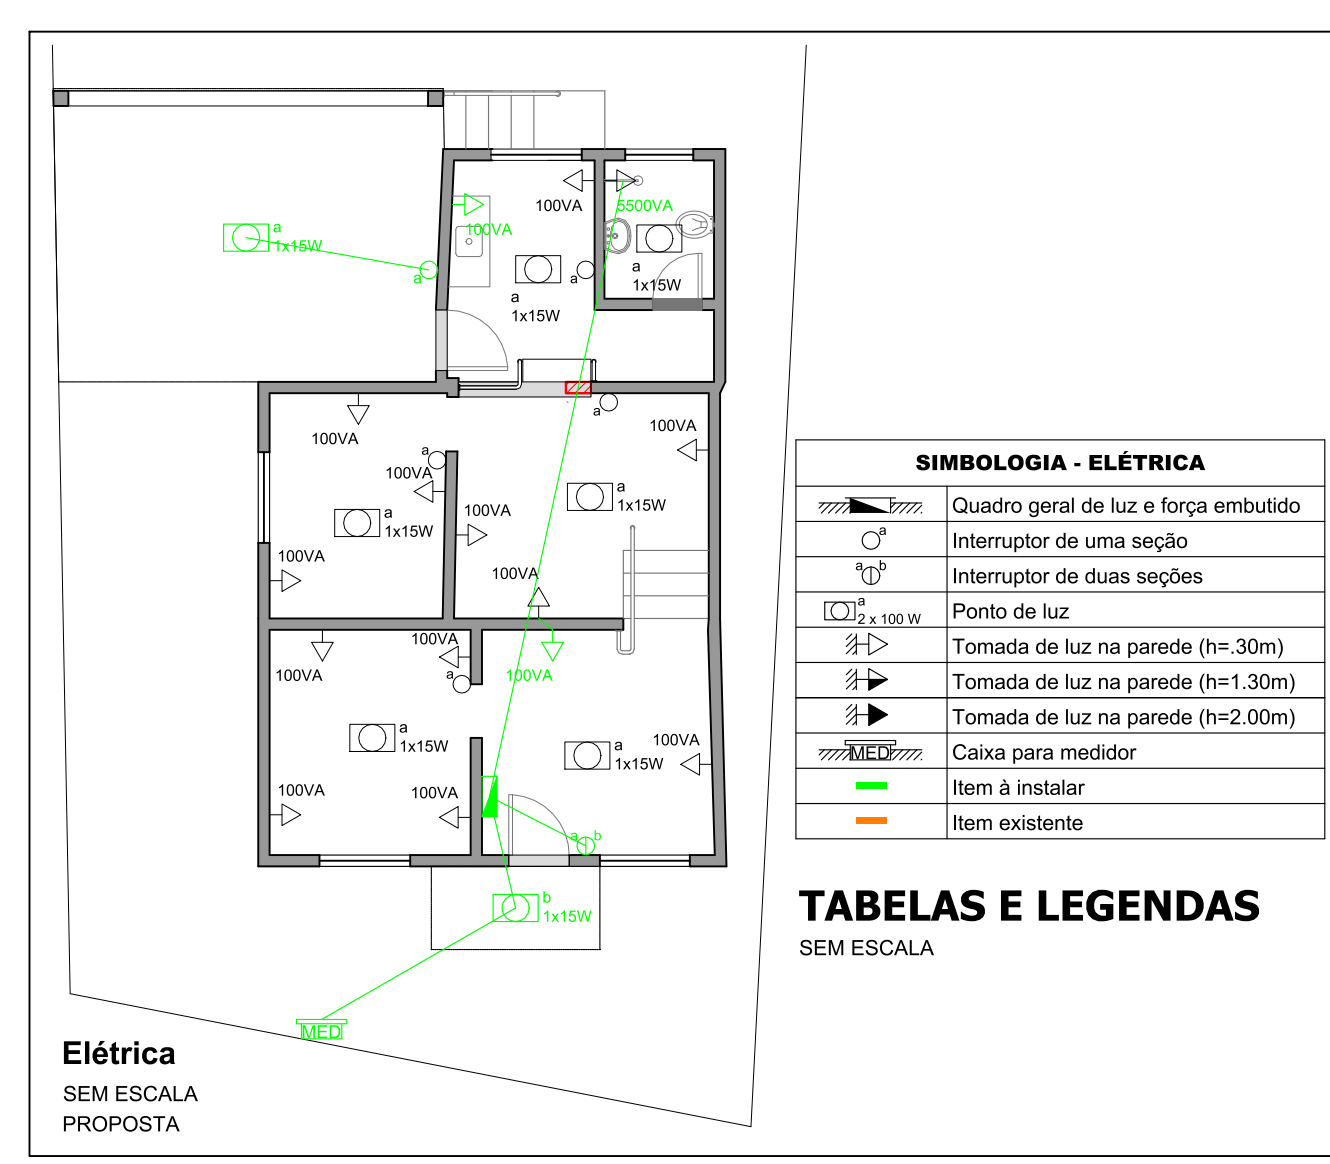 100VA
5500VA
a
1x15W
100VA
a
1x15W
a
a
1x15W
a
a
1x15W
100VA
a
100VA
a
100VA
a
1x15W
100VA
a
1x15W
100VA
100VA
100VA
100VA
100VA
100VA
a
a
1x15W
a
1x15W
100VA
100VA
100VA
a b
b
1x15W
MED
Elétrica
SEM ESCALA
PROPOSTA
SIMBOLOGIA - ELÉTRICA
Quadro geral de luz e força embutido
a Interruptor de uma seção
a b Interruptor de duas seções
a
2 x 100 W Ponto de luz
Tomada de luz na parede (h=.30m)
Tomada de luz na parede (h=1.30m)
Tomada de luz na parede (h=2.00m)
MED Caixa para medidor
Item à instalar
Item existente
TABELAS E LEGENDAS
SEM ESCALA